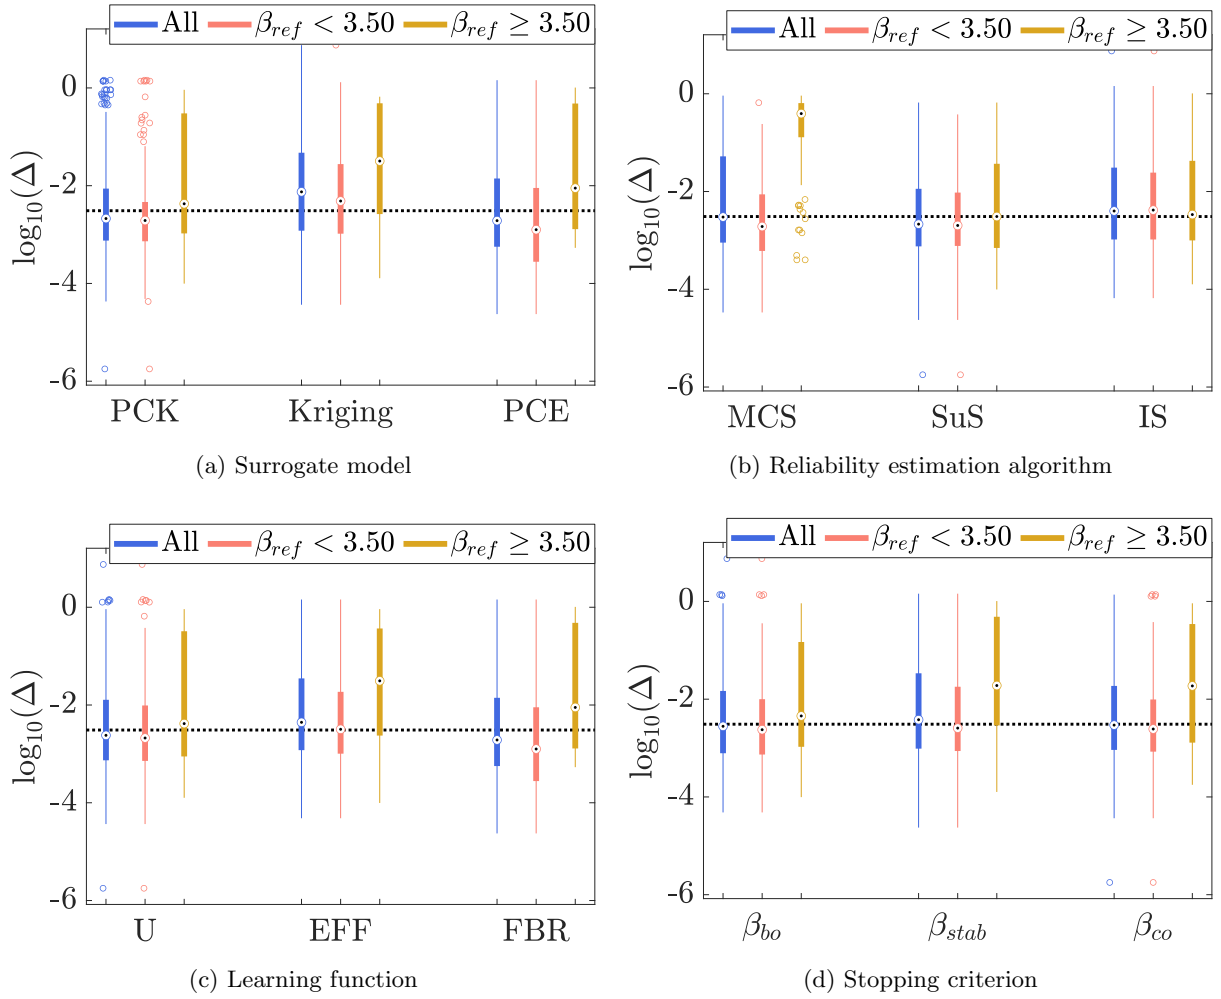 All β_ref < 3.50 β_ref ≥ 3.50
log₁₀(Δ)
0
-2
-4
-6
PCK Kriging PCE
(a) Surrogate model
All β_ref < 3.50 β_ref ≥ 3.50
log₁₀(Δ)
0
-2
-4
-6
MCS SuS IS
(b) Reliability estimation algorithm
All β_ref < 3.50 β_ref ≥ 3.50
log₁₀(Δ)
0
-2
-4
-6
U EFF FBR
(c) Learning function
All β_ref < 3.50 β_ref ≥ 3.50
log₁₀(Δ)
0
-2
-4
-6
β_bo β_stab β_co
(d) Stopping criterion